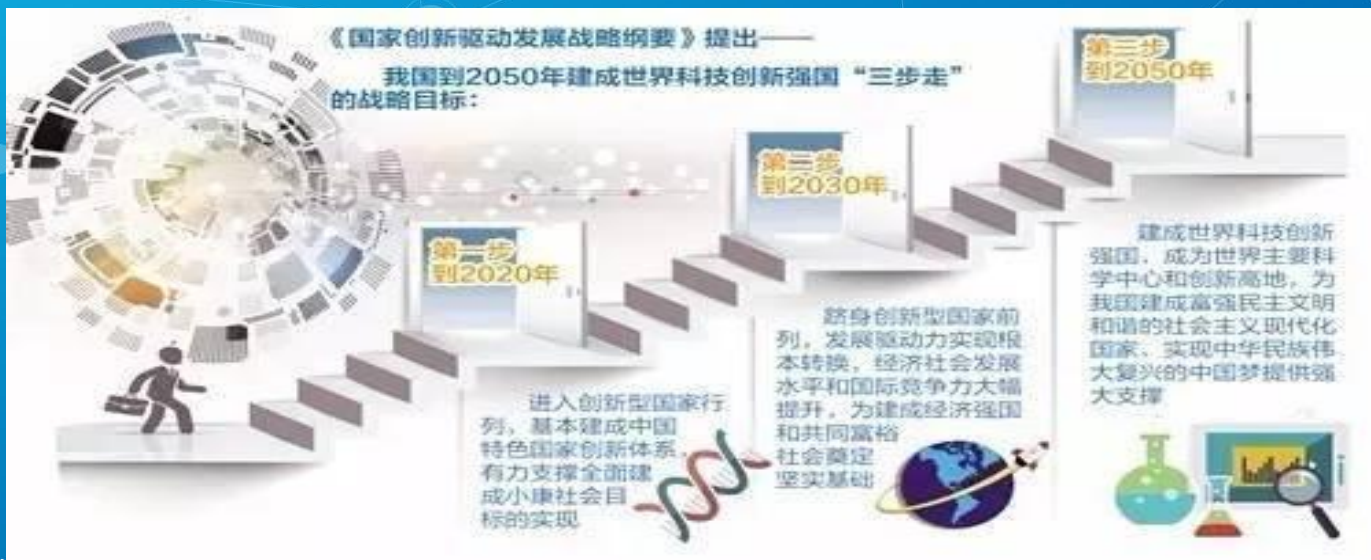 《国家创新驱动发展战略纲要》提出——
我国到2050年建成世界科技创新强国“三步走”
的战略目标：
第一步
到2020年
进入创新型国家行
列，基本建成中国
特色国家创新体系，
有力支撑全面建
成小康社会目
标的实现
第二步
到2030年
跻身创新型国家前
列，发展驱动力实现根
本转换，经济社会发展
水平和国际竞争力大幅
提升，为建成经济强国
和共同富裕
社会奠定
坚实基础
第三步
到2050年
建成世界科技创新
强国，成为世界主要科
学中心和创新高地，为
我国建成富强民主文明
和谐的社会主义现代化
国家、实现中华民族伟
大复兴的中国梦提供强
大支撑